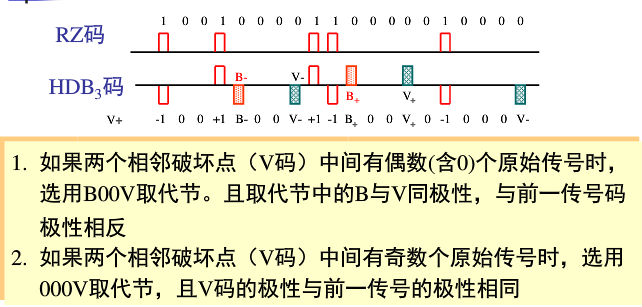 1 0 0 1 0 0 0 0 1 1 0 0 0 0 0 1 0 0 0 0
RZ码
B- V-
HDB₃码
B₊ V₊
V+ -1 0 0 +1 B- 0 0 V- +1 -1 B₊ 0 0 V₊ 0 -1 0 0 0 V-
1. 如果两个相邻破坏点（V码）中间有偶数(含0)个原始传号时，
选用B00V取代节。且取代节中的B与V同极性，与前一传号码
极性相反
2. 如果两个相邻破坏点（V码）中间有奇数个原始传号时，选用
000V取代节，且V码的极性与前一传号的极性相同